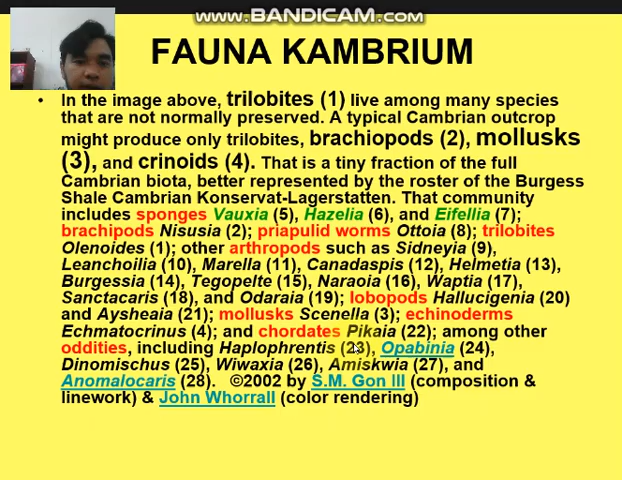 WWW.BANDICAM.COM
FAUNA KAMBRIUM
• In the image above, trilobites (1) live among many species
that are not normally preserved. A typical Cambrian outcrop
might produce only trilobites, brachiopods (2), mollusks
(3), and crinoids (4). That is a tiny fraction of the full
Cambrian biota, better represented by the roster of the Burgess
Shale Cambrian Konservat-Lagerstatten. That community
includes sponges Vauxia (5), Hazelia (6), and Eifellia (7);
brachipods Nisusia (2); priapulid worms Ottoia (8); trilobites
Olenoides (1); other arthropods such as Sidneyia (9),
Leanchoilia (10), Marella (11), Canadaspis (12), Helmetia (13),
Burgessia (14), Tegopelte (15), Naraoia (16), Waptia (17),
Sanctacaris (18), and Odaraia (19); lobopods Hallucigenia (20)
and Aysheaia (21); mollusks Scenella (3); echinoderms
Echmatocrinus (4); and chordates Pikaia (22); among other
oddities, including Haplophrentis (23), Opabinia (24),
Dinomischus (25), Wiwaxia (26), Amiskwia (27), and
Anomalocaris (28). ©2002 by S.M. Gon III (composition &
linework) & John Whorrall (color rendering)